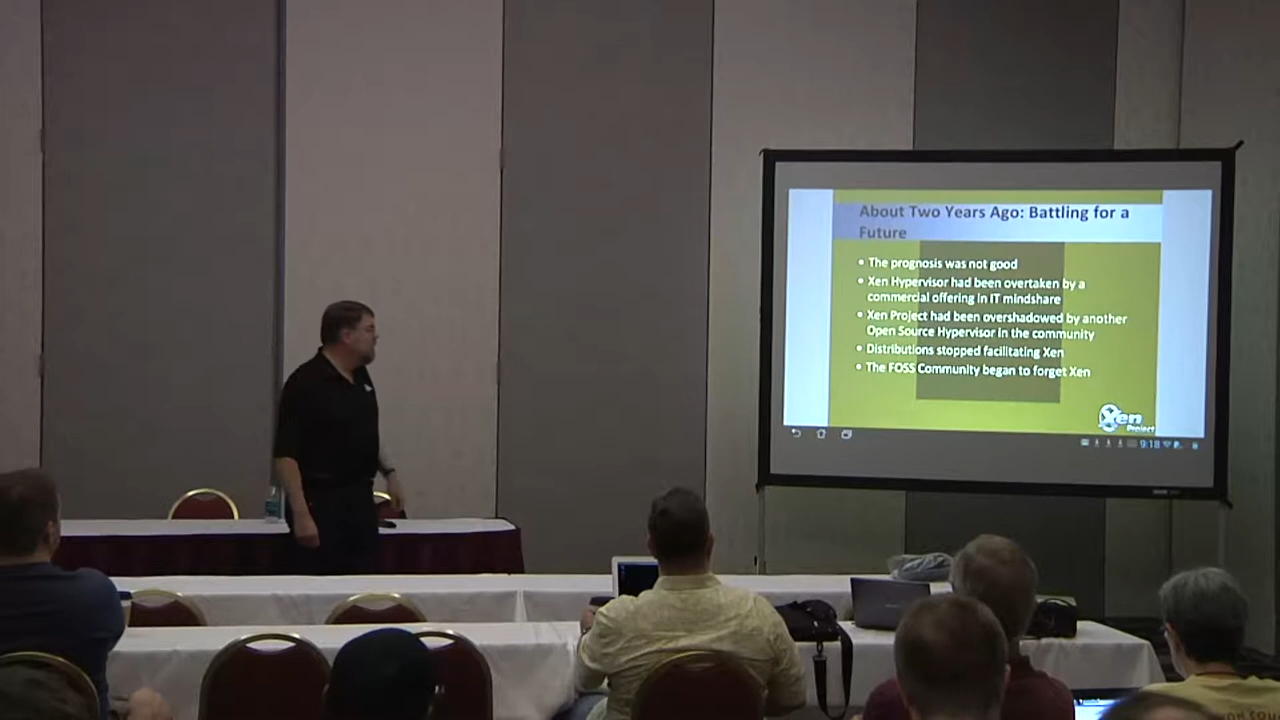 About Two Years Ago: Battling for a
Future
• The prognosis was not good
• Xen Hypervisor had been overtaken by a
commercial offering in IT mindshare
• Xen Project had been overshadowed by another
Open Source Hypervisor in the community
• Distributions stopped facilitating Xen
• The FOSS Community began to forget Xen
Xen
Project
9:18